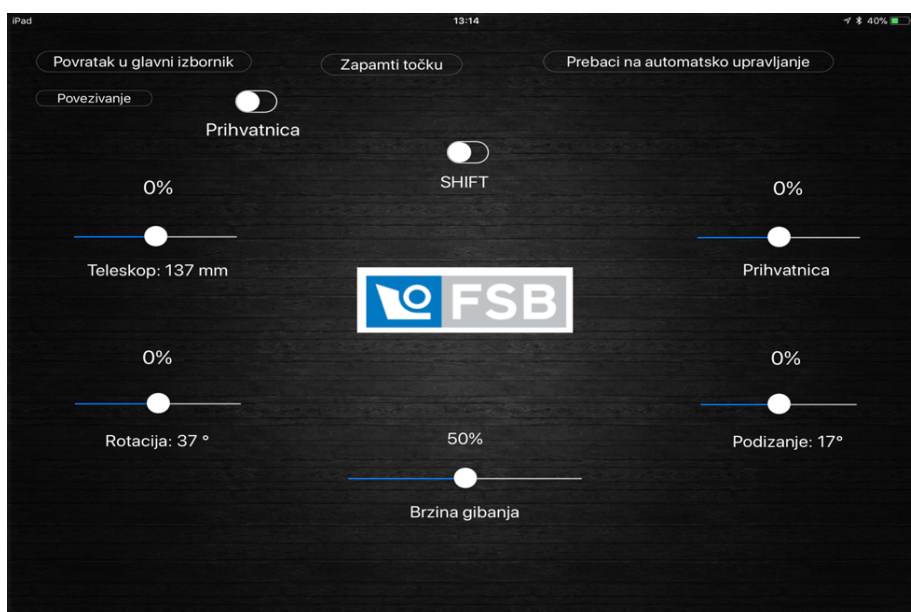 iPad 13:14 40%
Povratak u glavni izbornik
Zapamti točku
Prebaci na automatsko upravljanje
Povezivanje
Prihvatnica
SHIFT
0%
Teleskop: 137 mm
0%
Prihvatnica
FSB
0%
Rotacija: 37 °
0%
Podizanje: 17°
50%
Brzina gibanja